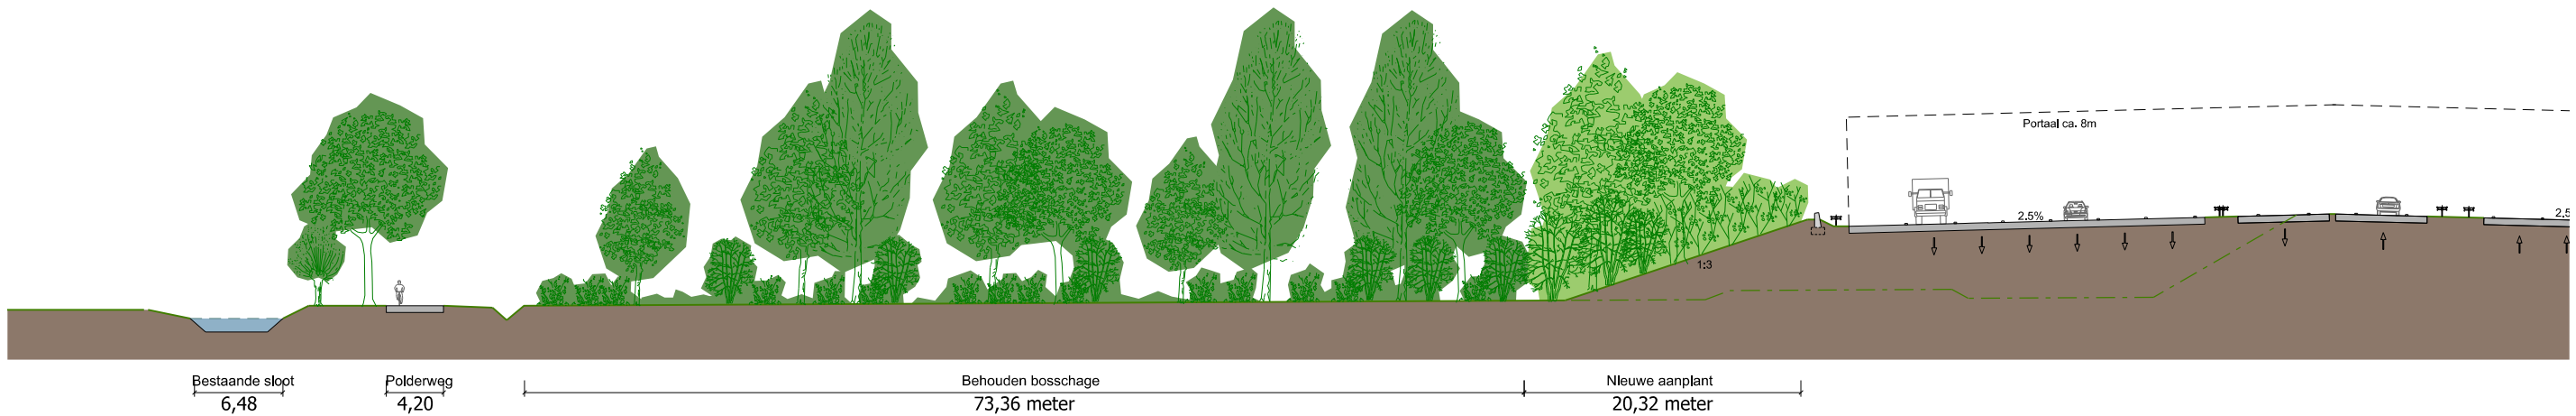 Portaal ca. 8m
2.5%
2.5
1:3
Bestaande sloot
6,48
Polderweg
4,20
Behouden bosschage
73,36 meter
Nieuwe aanplant
20,32 meter